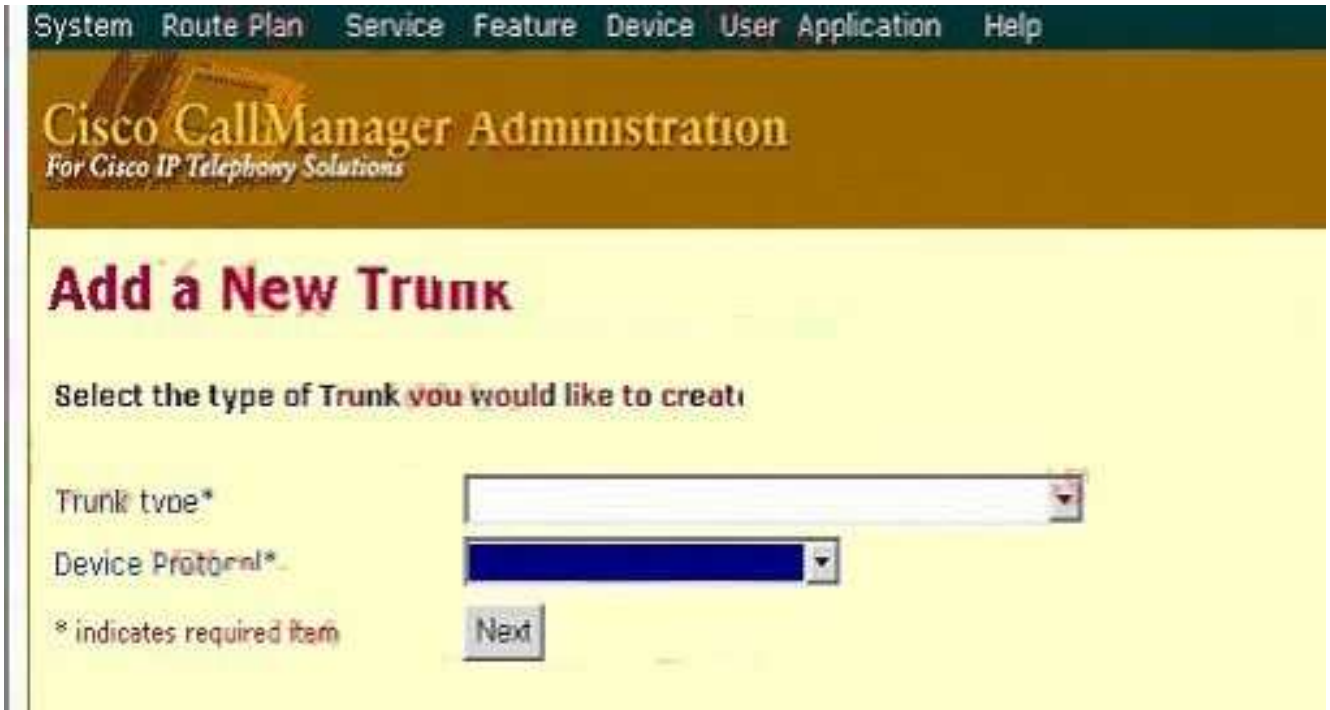 System Route Plan Service Feature Device User Application Help
Cisco CallManager Administration
For Cisco IP Telephony Solutions
Add a New Trunk
Select the type of Trunk you would like to create
Trunk type*
Device Protocol*
* indicates required item
Next